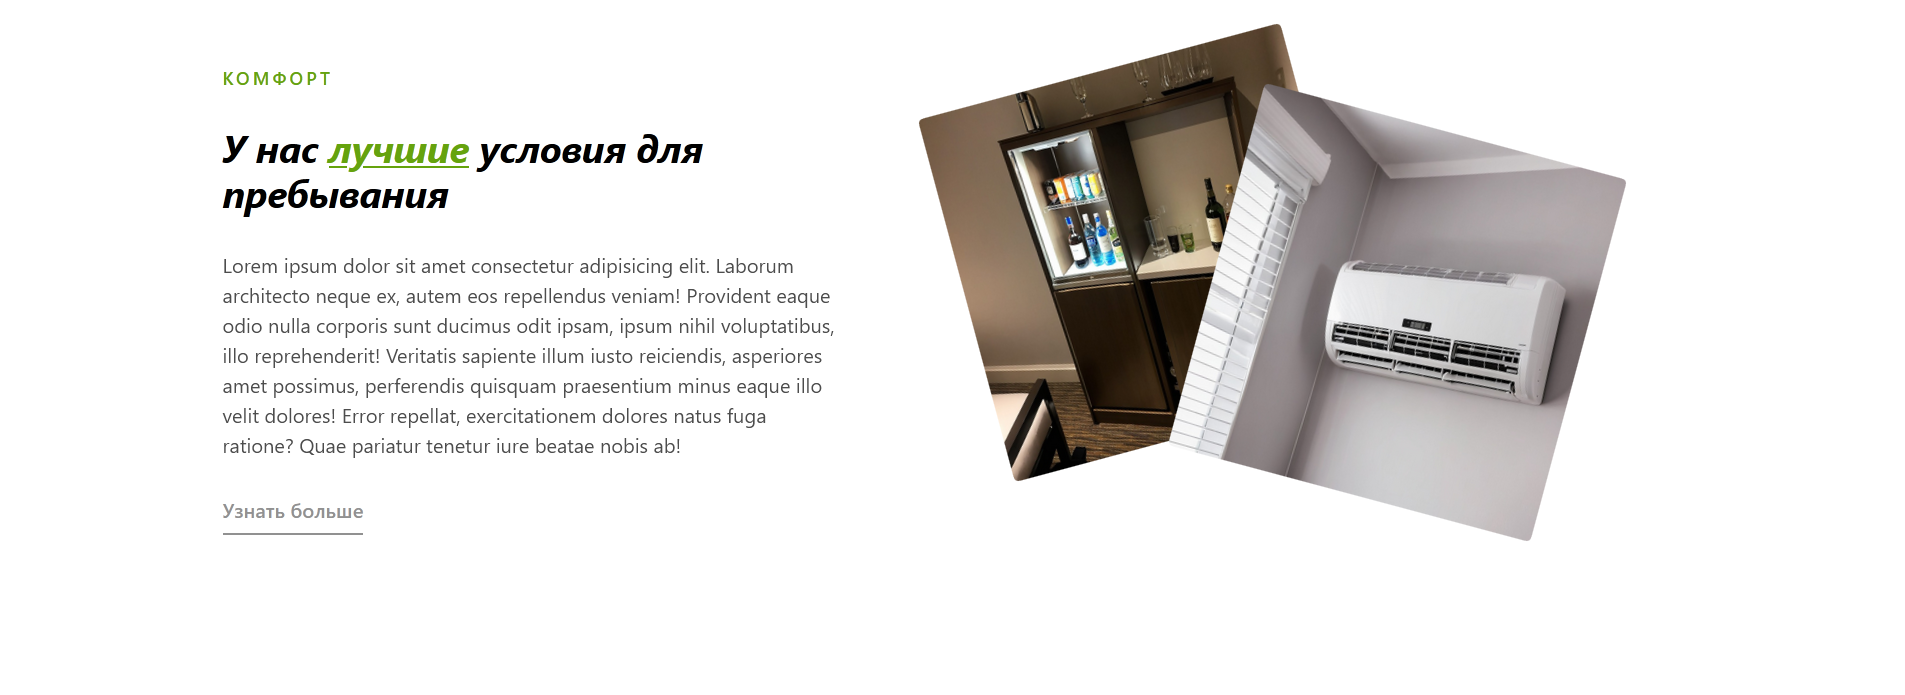 КОМФОРТ
У нас лучшие условия для
пребывания
Lorem ipsum dolor sit amet consectetur adipisicing elit. Laborum
architecto neque ex, autem eos repellendus veniam! Provident eaque
odio nulla corporis sunt ducimus odit ipsam, ipsum nihil voluptatibus,
illo reprehenderit! Veritatis sapiente illum iusto reiciendis, asperiores
amet possimus, perferendis quisquam praesentium minus eaque illo
velit dolores! Error repellat, exercitationem dolores natus fuga
ratione? Quae pariatur tenetur iure beatae nobis ab!
Узнать больше